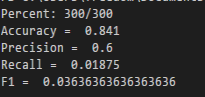 Percent: 300/300
Accuracy =  0.841
Precision =  0.6
Recall =  0.01875
F1 =  0.03636363636363636